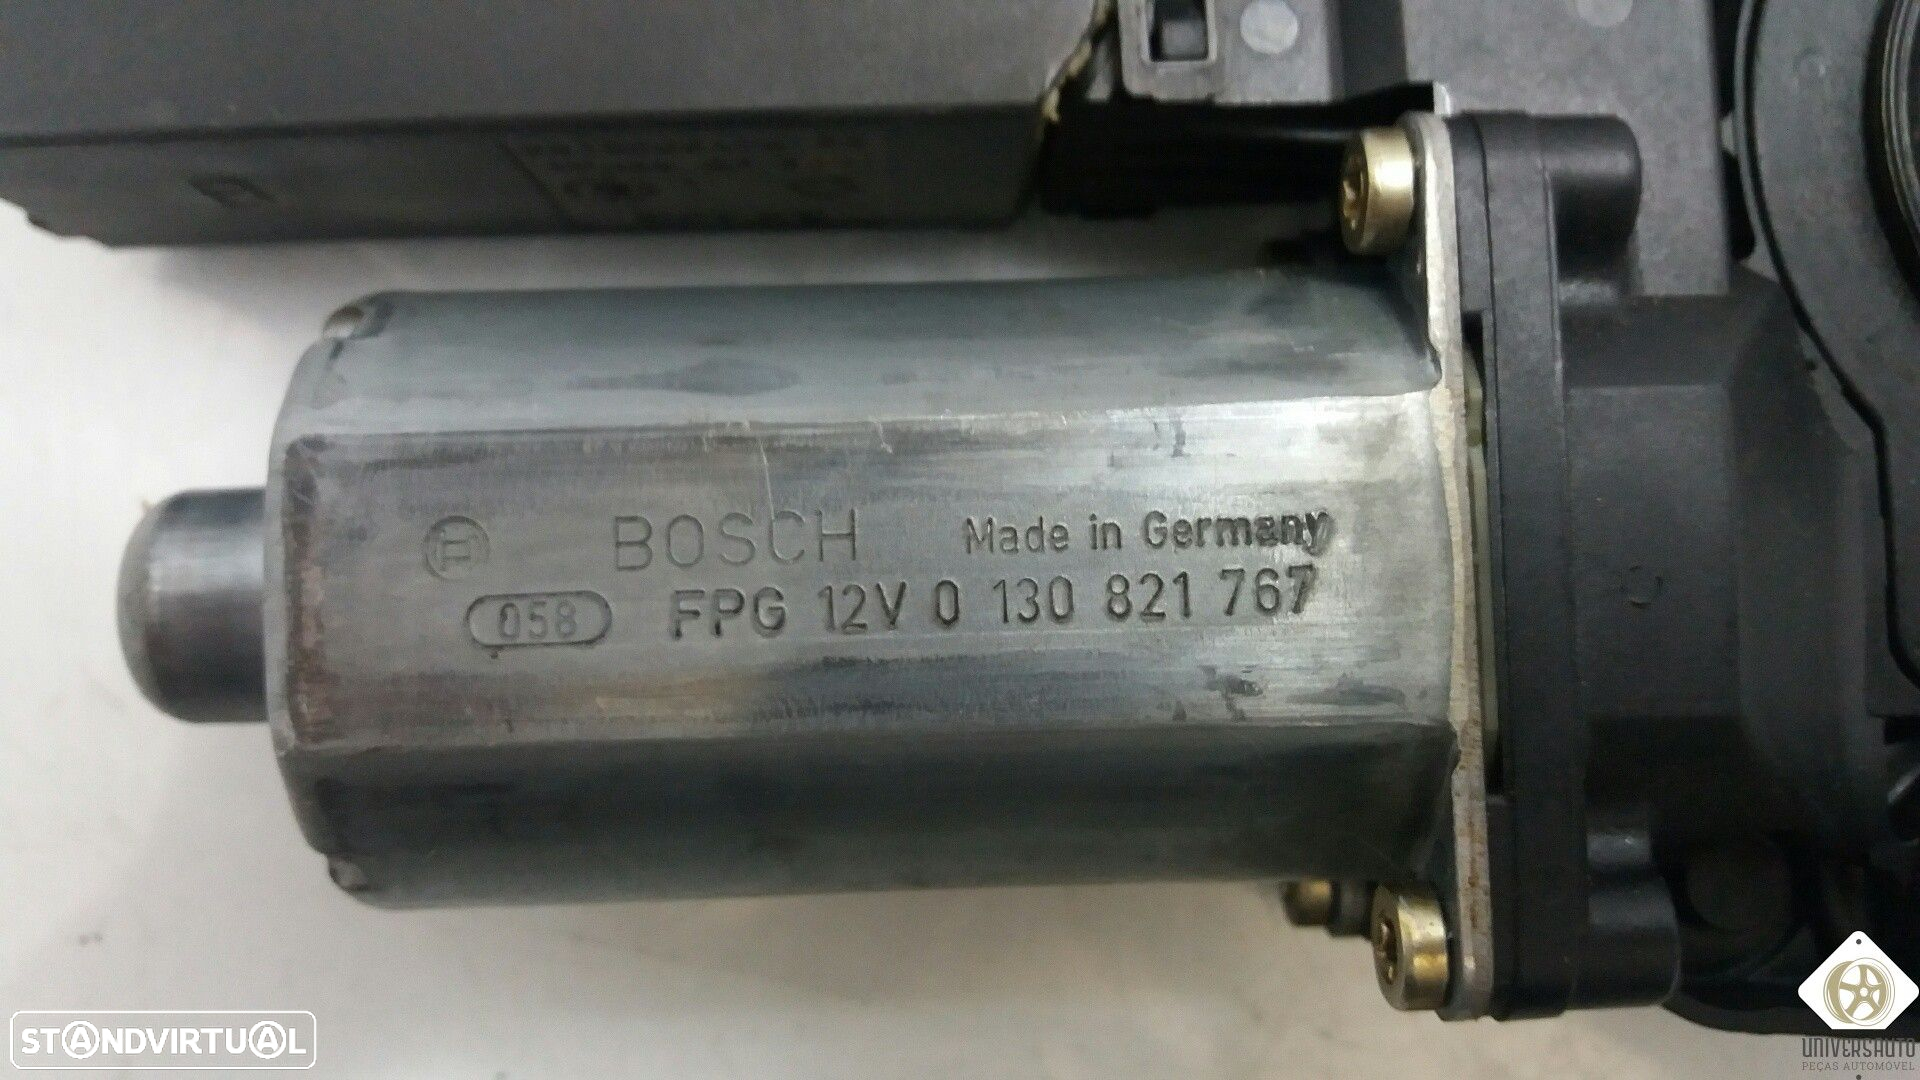 BOSCH Made in Germany
058 FPG 12V 0 130 821 767
STANDVIRTUAL
UNIVERSAUTO
PEÇAS AUTOMÓVEL